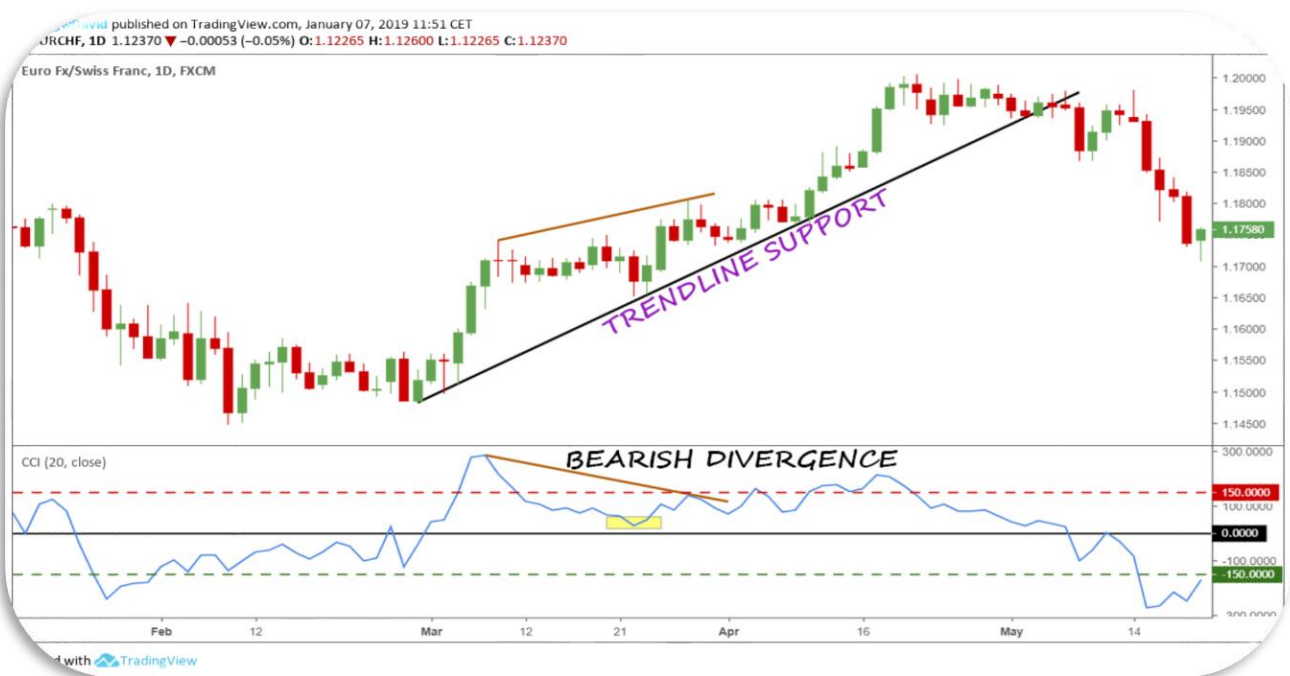 published on TradingView.com, January 07, 2019 11:51 CET
URCHF, 1D 1.12370 ▼ −0.00053 (−0.05%) O:1.12265 H:1.12600 L:1.12265 C:1.12370
Euro Fx/Swiss Franc, 1D, FXCM
1.20000
1.19500
1.19000
1.18500
1.18000
1.17580
1.17000
1.16500
1.16000
1.15500
1.15000
1.14500
TRENDLINE SUPPORT
CCI (20, close)
BEARISH DIVERGENCE
300.0000
150.0000
100.0000
0.0000
-100.0000
-150.0000
Feb 12 Mar 12 21 Apr 16 May 14
with TradingView